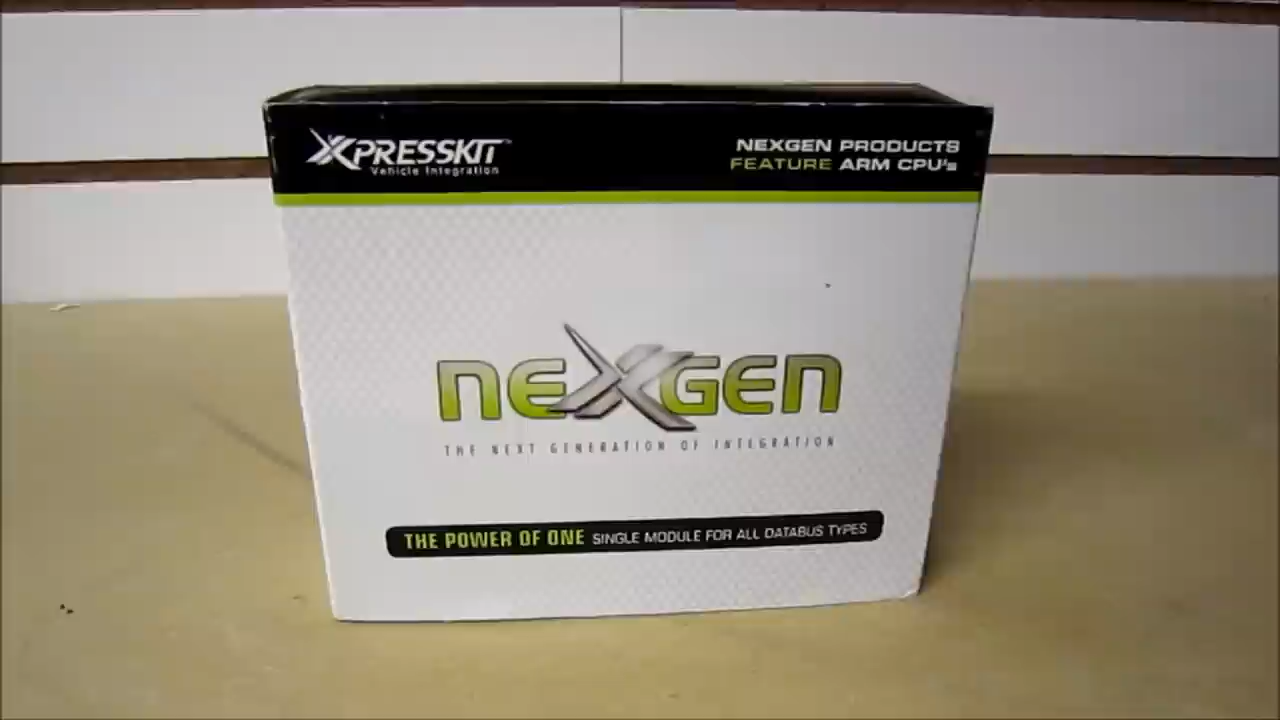 XPRESSKIT™
Vehicle Integration
NEXGEN PRODUCTS
FEATURE ARM CPU's
NEXGEN
THE NEXT GENERATION OF INTEGRATION
THE POWER OF ONE SINGLE MODULE FOR ALL DATABUS TYPES